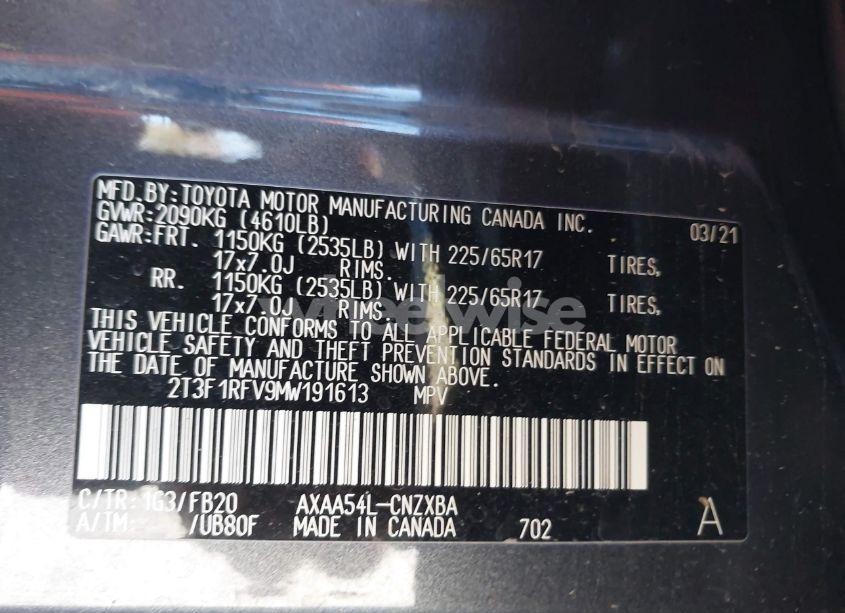 MFD.BY:TOYOTA MOTOR MANUFACTURING CANADA INC. 03/21
GVWR:2090KG (4610LB)
GAWR:FRT. 1150KG (2535LB) WITH 225/65R17 TIRES,
17x7.0J RIMS.
RR. 1150KG (2535LB) WITH 225/65R17 TIRES,
17x7.0J RIMS.
wheelwise
THIS VEHICLE CONFORMS TO ALL APPLICABLE FEDERAL MOTOR
VEHICLE SAFETY AND THEFT PREVENTION STANDARDS IN EFFECT ON
THE DATE OF MANUFACTURE SHOWN ABOVE.
2T3F1RFV9MW191613 MPV
C/TR:1G3/FB20 AXAA54L-CNZXBA
A/TM: /UB80F MADE IN CANADA 702 A